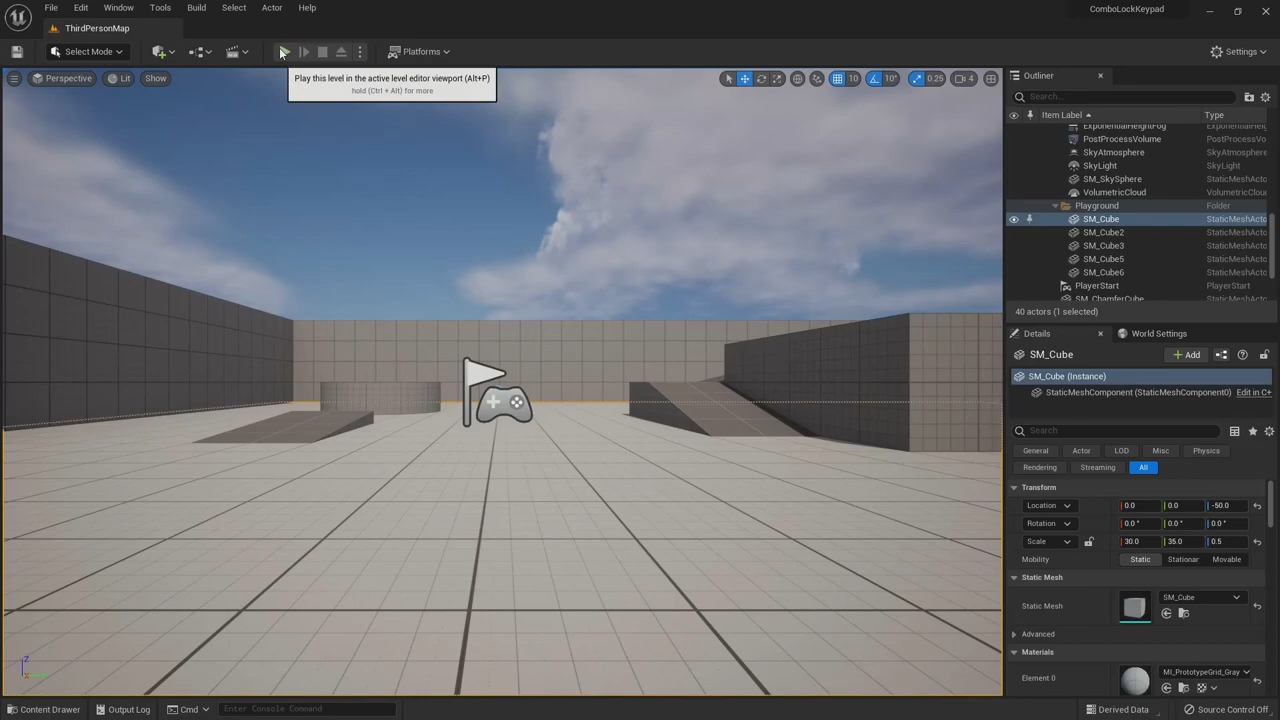 File Edit Window Tools Build Select Actor Help
ComboLockKeypad
ThirdPersonMap
Select Mode
Platforms
Settings
Perspective Lit Show
Play this level in the active level editor viewport (Alt+P)
hold (Ctrl + Alt) for more
10 10° 0.25 4
Outliner
Search...
Item Label Type
ExponentialHeightFog
PostProcessVolume PostProcessVo
SkyAtmosphere SkyAtmosphere
SkyLight SkyLight
SM_SkySphere StaticMeshActo
VolumetricCloud VolumetricClou
Playground Folder
SM_Cube StaticMeshActo
SM_Cube2 StaticMeshActo
SM_Cube3 StaticMeshActo
SM_Cube5 StaticMeshActo
SM_Cube6 StaticMeshActo
PlayerStart PlayerStart
SM_ChamferCube
40 actors (1 selected)
Details World Settings
SM_Cube Add
SM_Cube (Instance)
StaticMeshComponent (StaticMeshComponent0) Edit in C+
Search
General Actor LOD Misc Physics
Rendering Streaming All
Transform
Location 0.0 0.0 -50.0
Rotation 0.0 ° 0.0 ° 0.0 °
Scale 30.0 35.0 0.5
Mobility Static Stationar Movable
Static Mesh
Static Mesh SM_Cube
Advanced
Materials
Element 0 MI_PrototypeGrid_Gray
Z
X
Content Drawer Output Log Cmd Enter Console Command Derived Data Source Control Off